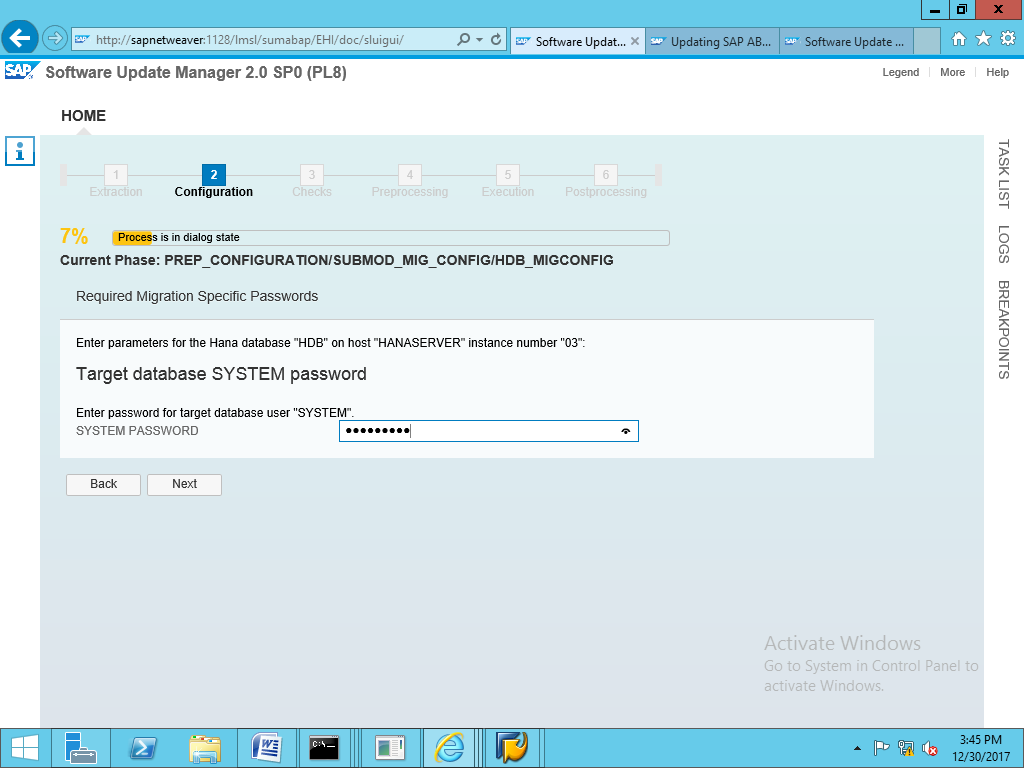 http://sapnetweaver:1128/lmsl/sumabap/EHI/doc/sluigui/
Software Updat...
Updating SAP AB...
Software Update ...
SAP
Software Update Manager 2.0 SP0 (PL8)
Legend
More
Help
HOME
TASK LIST
LOGS
BREAKPOINTS
1
2
3
4
5
6
Extraction
Configuration
Checks
Preprocessing
Execution
Postprocessing
7%
Process is in dialog state
Current Phase: PREP_CONFIGURATION/SUBMOD_MIG_CONFIG/HDB_MIGCONFIG
Required Migration Specific Passwords
Enter parameters for the Hana database "HDB" on host "HANASERVER" instance number "03":
Target database SYSTEM password
Enter password for target database user "SYSTEM".
SYSTEM PASSWORD
•••••••••
Back
Next
Activate Windows
Go to System in Control Panel to
activate Windows.
3:45 PM
12/30/2017